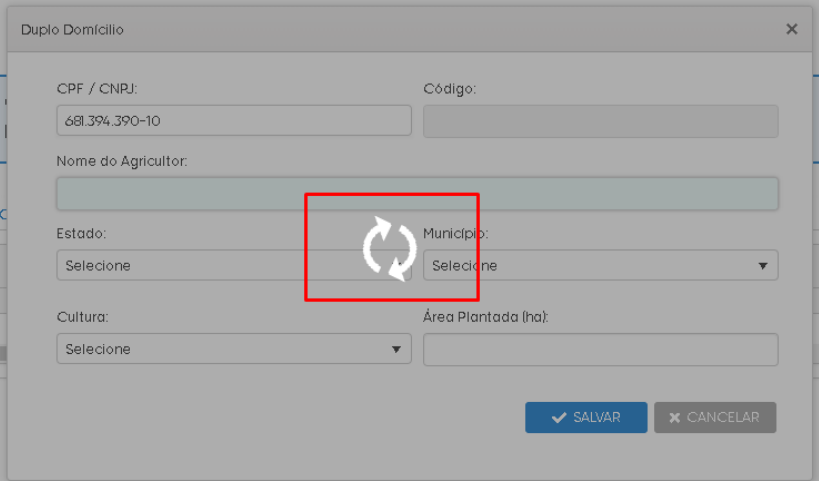 Duplo Domícilio
CPF / CNPJ: Código:
681.394.390-10
Nome do Agricultor:
Estado: Município:
Selecione Selecione
Cultura: Área Plantada (ha):
Selecione
SALVAR CANCELAR